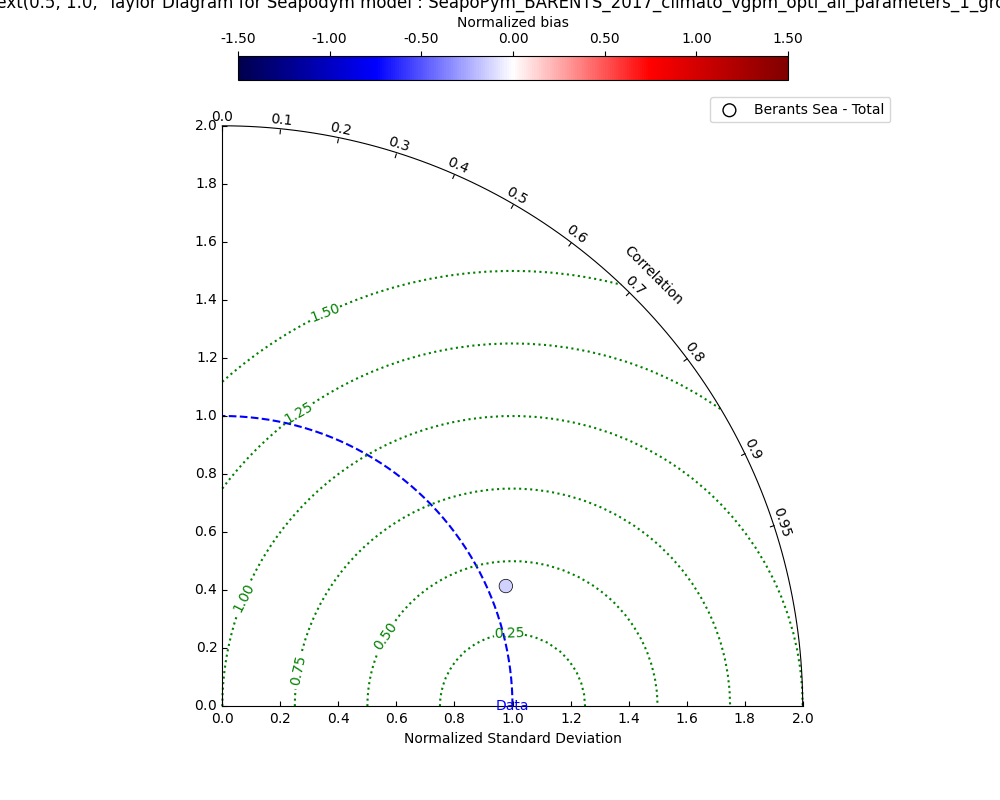 ext(0.5, 1.0, 'Taylor Diagram for Seapodym model : SeapoPym_BARENTS_2017_climato_vgpm_opti_all_parameters_1_gro
Normalized bias
-1.50 -1.00 -0.50 0.00 0.50 1.00 1.50
Berants Sea - Total
0.0 0.1 0.2 0.3 0.4 0.5 0.6 0.7 0.8 0.9 0.95
Correlation
2.0
1.8
1.6
1.4
1.2
1.0
0.8
0.6
0.4
0.2
0.0
1.50
1.25
1.00
0.75
0.50
0.25
Data
0.0 0.2 0.4 0.6 0.8 1.0 1.2 1.4 1.6 1.8 2.0
Normalized Standard Deviation